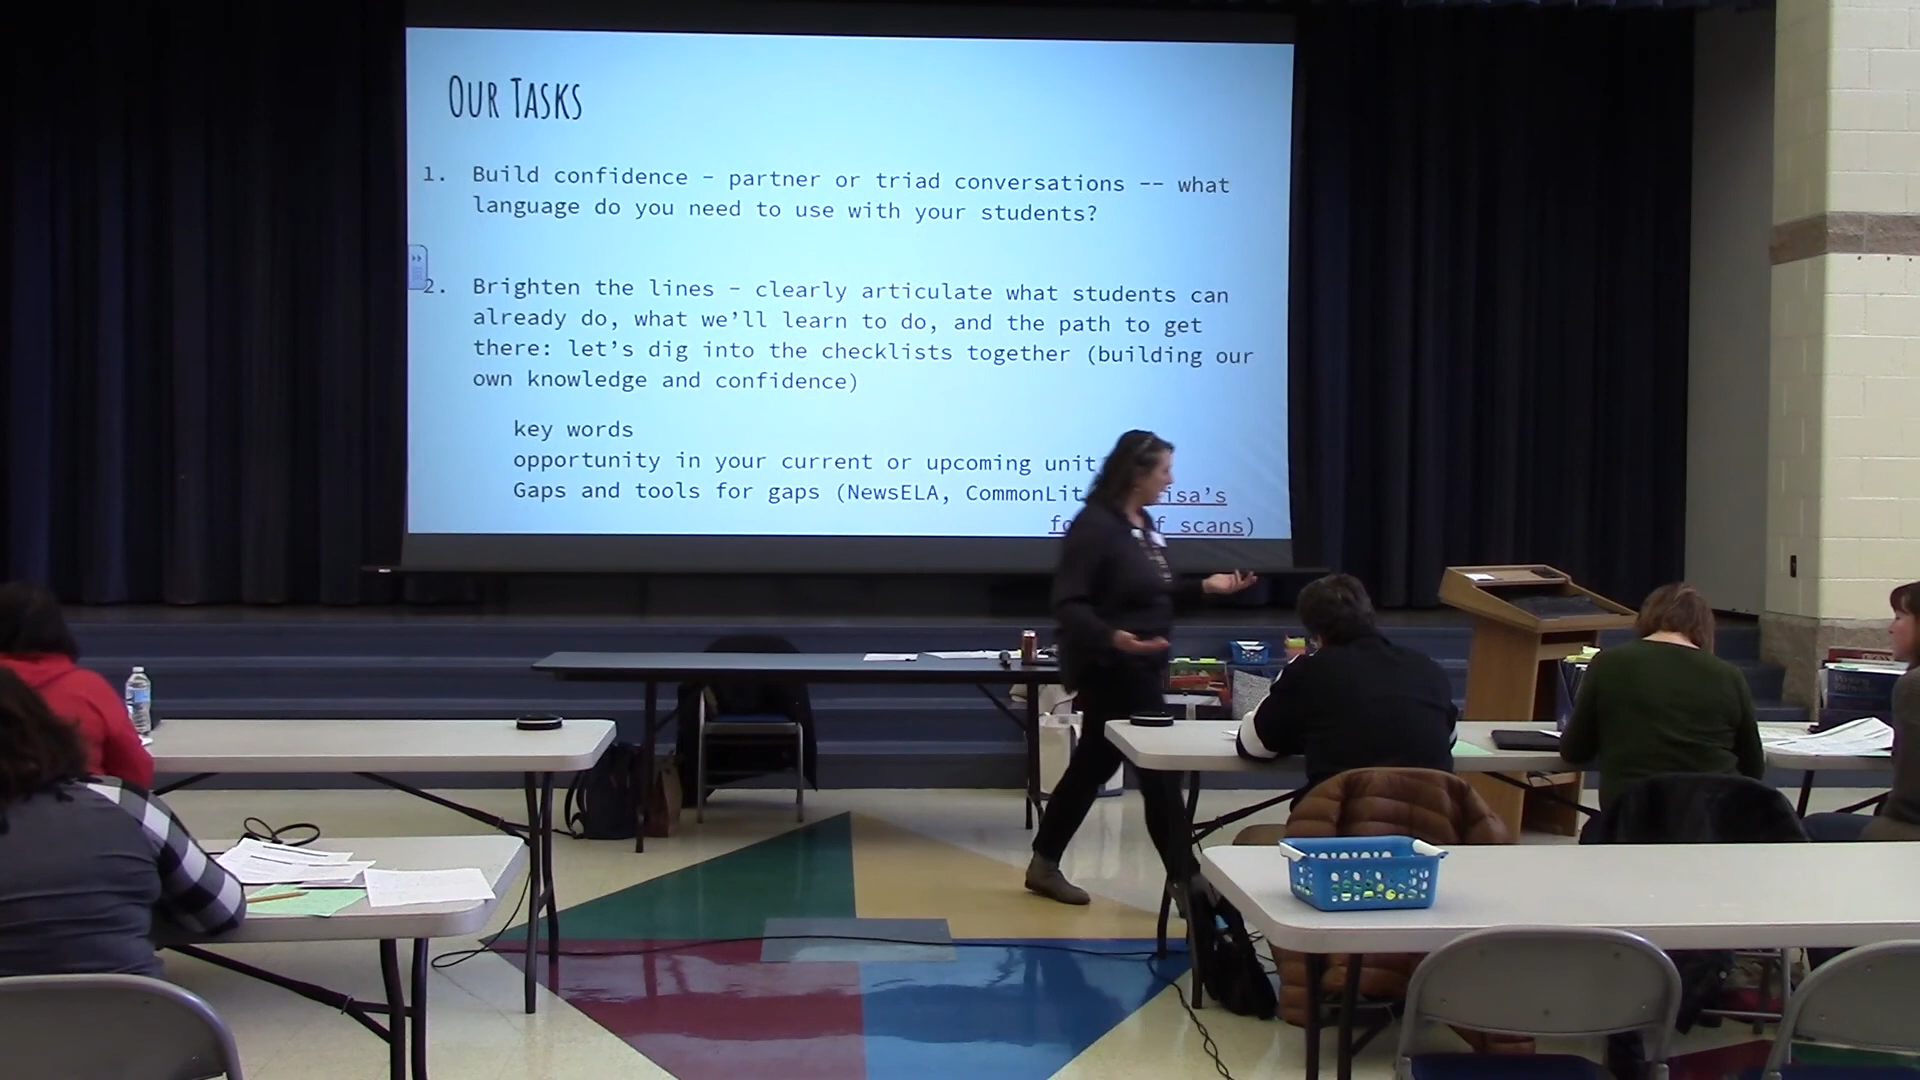 OUR TASKS
1. Build confidence – partner or triad conversations -- what
language do you need to use with your students?
2. Brighten the lines – clearly articulate what students can
already do, what we’ll learn to do, and the path to get
there: let’s dig into the checklists together (building our
own knowledge and confidence)
key words
opportunity in your current or upcoming unit
Gaps and tools for gaps (NewsELA, CommonLit
scans)